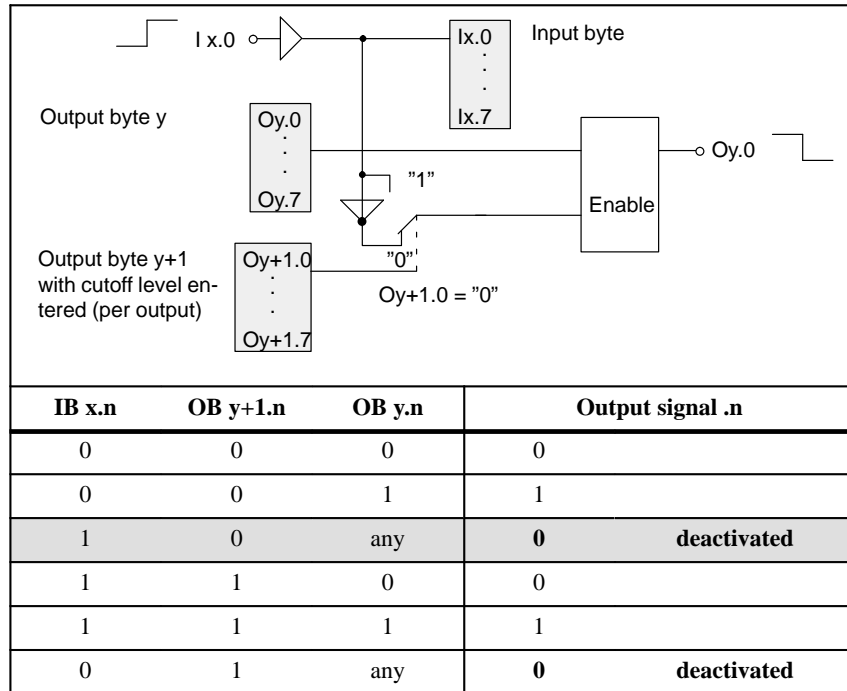 I x.0
Ix.0
Input byte
.
.
.
Ix.7
Output byte y
Oy.0
.
.
.
Oy.7
Oy.0
"1"
Enable
Output byte y+1
with cutoff level en-
tered (per output)
Oy+1.0
.
.
.
Oy+1.7
"0"
Oy+1.0 = "0"
IB x.n OB y+1.n OB y.n Output signal .n
0 0 0 0
0 0 1 1
1 0 any 0 deactivated
1 1 0 0
1 1 1 1
0 1 any 0 deactivated